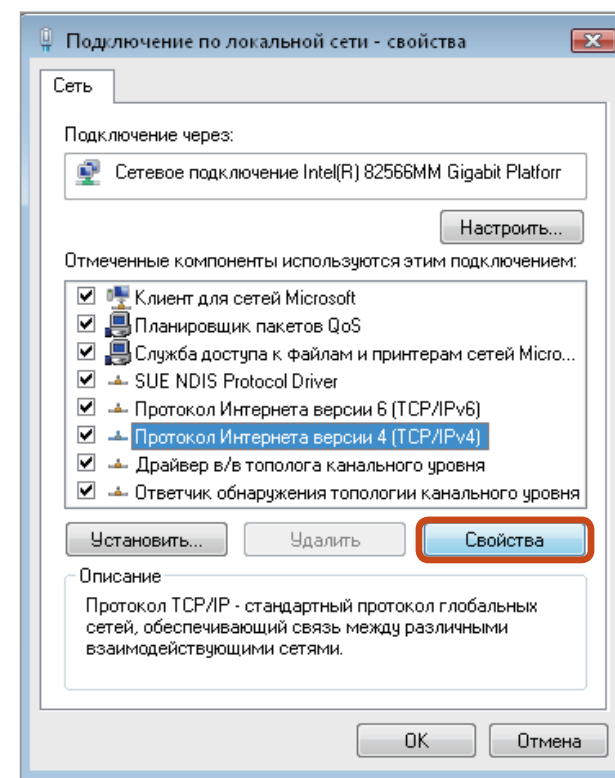 Подключение по локальной сети - свойства
Сеть
Подключение через:
Сетевое подключение Intel(R) 82566MM Gigabit Platforr
Настроить...
Отмеченные компоненты используются этим подключением:
Клиент для сетей Microsoft
Планировщик пакетов QoS
Служба доступа к файлам и принтерам сетей Micro...
SUE NDIS Protocol Driver
Протокол Интернета версии 6 (TCP/IPv6)
Протокол Интернета версии 4 (TCP/IPv4)
Драйвер в/в тополога канального уровня
Ответчик обнаружения топологии канального уровня
Установить...
Удалить
Свойства
Описание
Протокол TCP/IP - стандартный протокол глобальных
сетей, обеспечивающий связь между различными
взаимодействующими сетями.
OK
Отмена